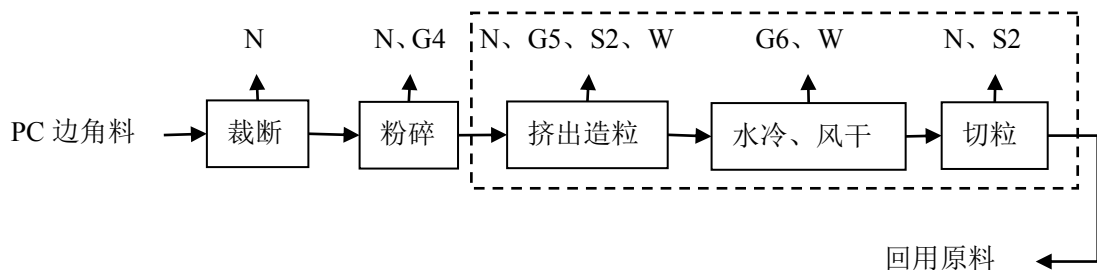 N
N、G4
N、G5、S2、W
G6、W
N、S2
PC 边角料
裁断
粉碎
挤出造粒
水冷、风干
切粒
回用原料